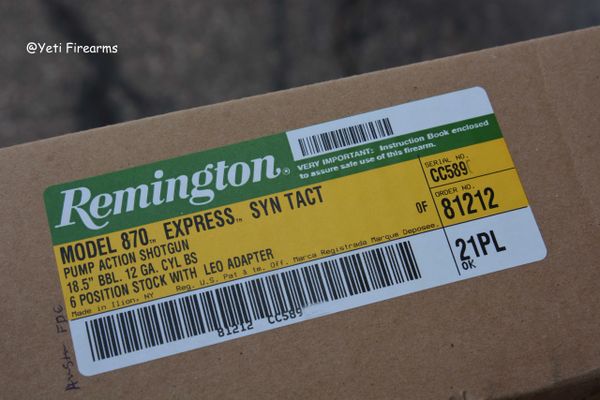 @Yeti Firearms
Remington®
VERY IMPORTANT: Instruction Book enclosed
to assure safe use of this firearm.
MODEL 870™ EXPRESS™ SYN TACT
PUMP ACTION SHOTGUN
18.5" BBL. 12 GA. CYL BS
6 POSITION STOCK WITH LEO ADAPTER
OF
Made in Ilion, NY Reg. U.S. Pat & tm. Off. Marca Registrada Marque Deposee.
SERIAL NO.
CC589
ORDER NO.
81212
21PL
OK
81212 CC589